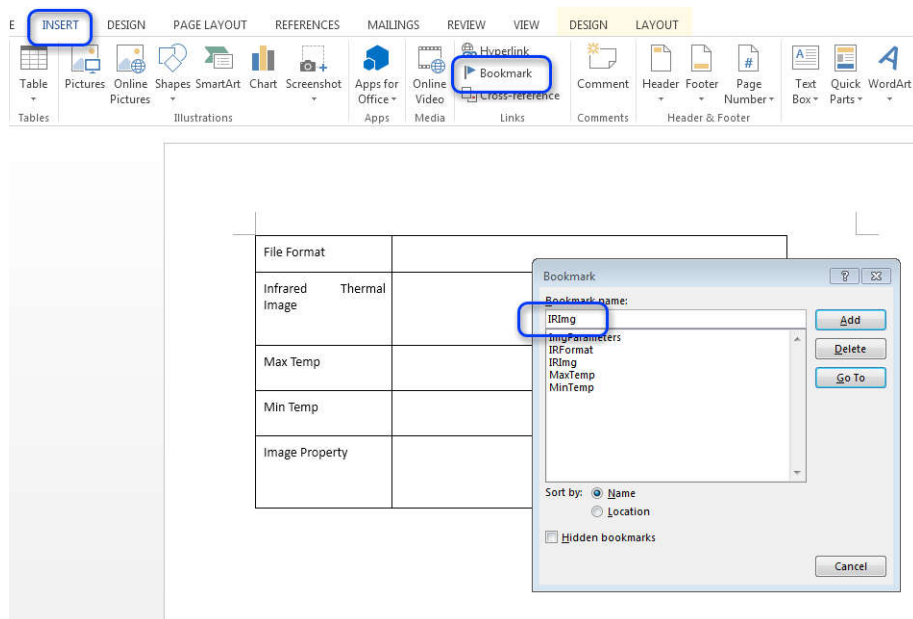 E INSERT DESIGN PAGE LAYOUT REFERENCES MAILINGS REVIEW VIEW DESIGN LAYOUT
Table
Pictures
Online
Pictures
Shapes
SmartArt
Chart
Screenshot
Apps for
Office
Online
Video
Hyperlink
Bookmark
Cross-reference
Comment
Header
Footer
Page
Number
Text
Box
Quick
Parts
WordArt
Tables Illustrations Apps Media Links Comments Header & Footer
File Format
Infrared Thermal
Image
Max Temp
Min Temp
Image Property
Bookmark
Bookmark name:
IRImg
Add
ImgParameters
IRFormat
IRImg
MaxTemp
MinTemp
Delete
Go To
Sort by: Name
Location
Hidden bookmarks
Cancel